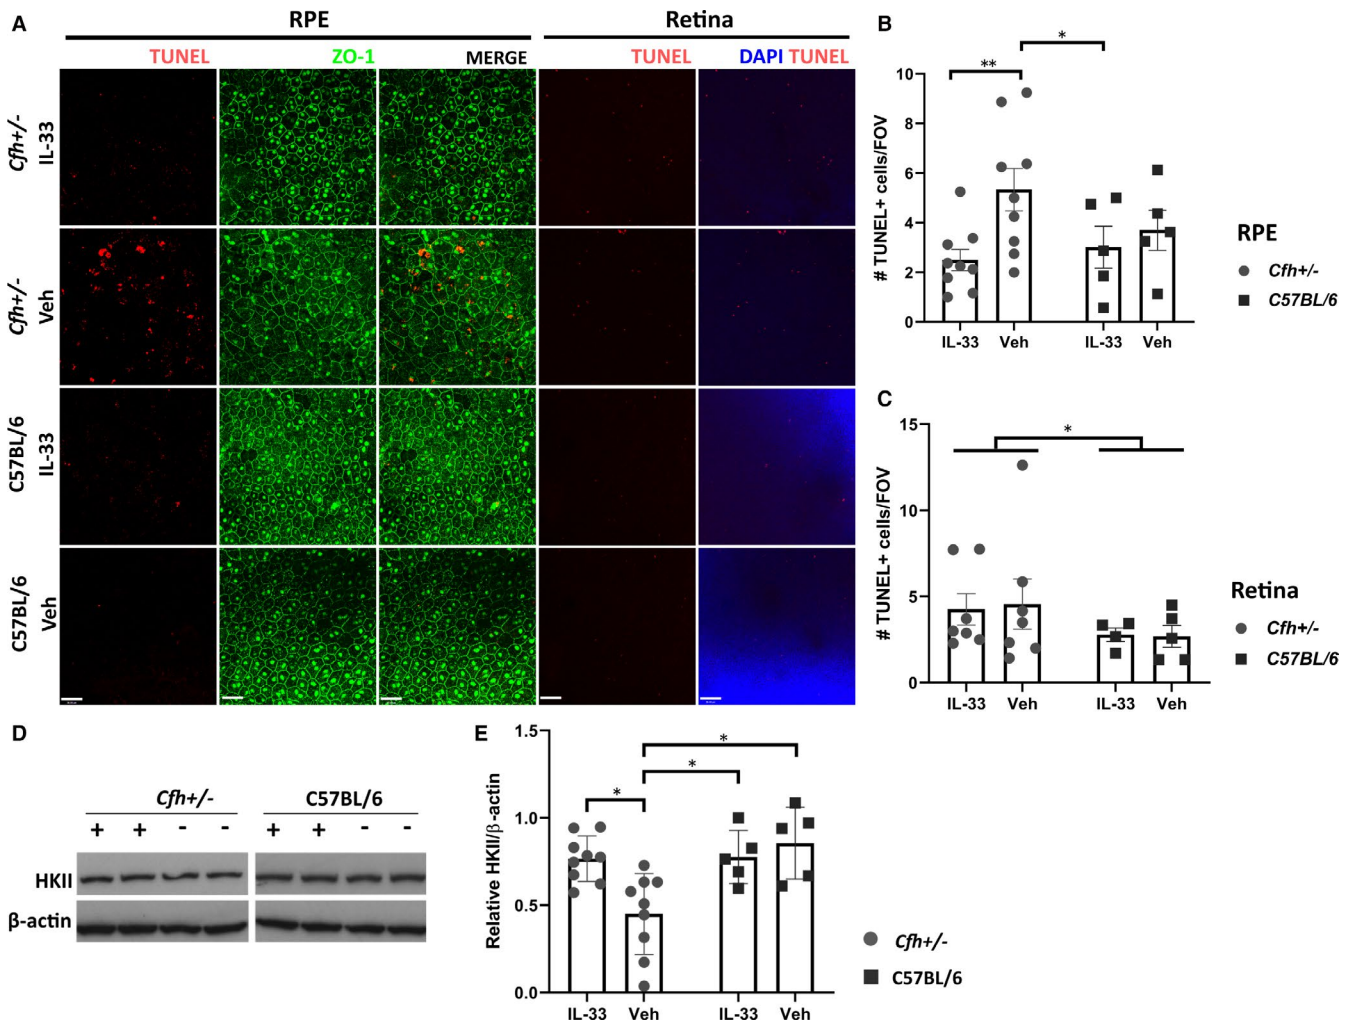 A
RPE
Retina
TUNEL
ZO-1
MERGE
TUNEL
DAPI TUNEL
Cfh+/-
IL-33
Cfh+/-
Veh
C57BL/6
IL-33
C57BL/6
Veh
B
*
**
10
8
6
4
2
0
# TUNEL+ cells/FOV
IL-33 Veh IL-33 Veh
RPE
Cfh+/-
C57BL/6
C
*
15
10
5
0
# TUNEL+ cells/FOV
IL-33 Veh IL-33 Veh
Retina
Cfh+/-
C57BL/6
D
Cfh+/- C57BL/6
+ + - - + + - -
HKII
β-actin
E
*
*
*
1.5
1.0
0.5
0.0
Relative HKII/β-actin
IL-33 Veh IL-33 Veh
Cfh+/-
C57BL/6